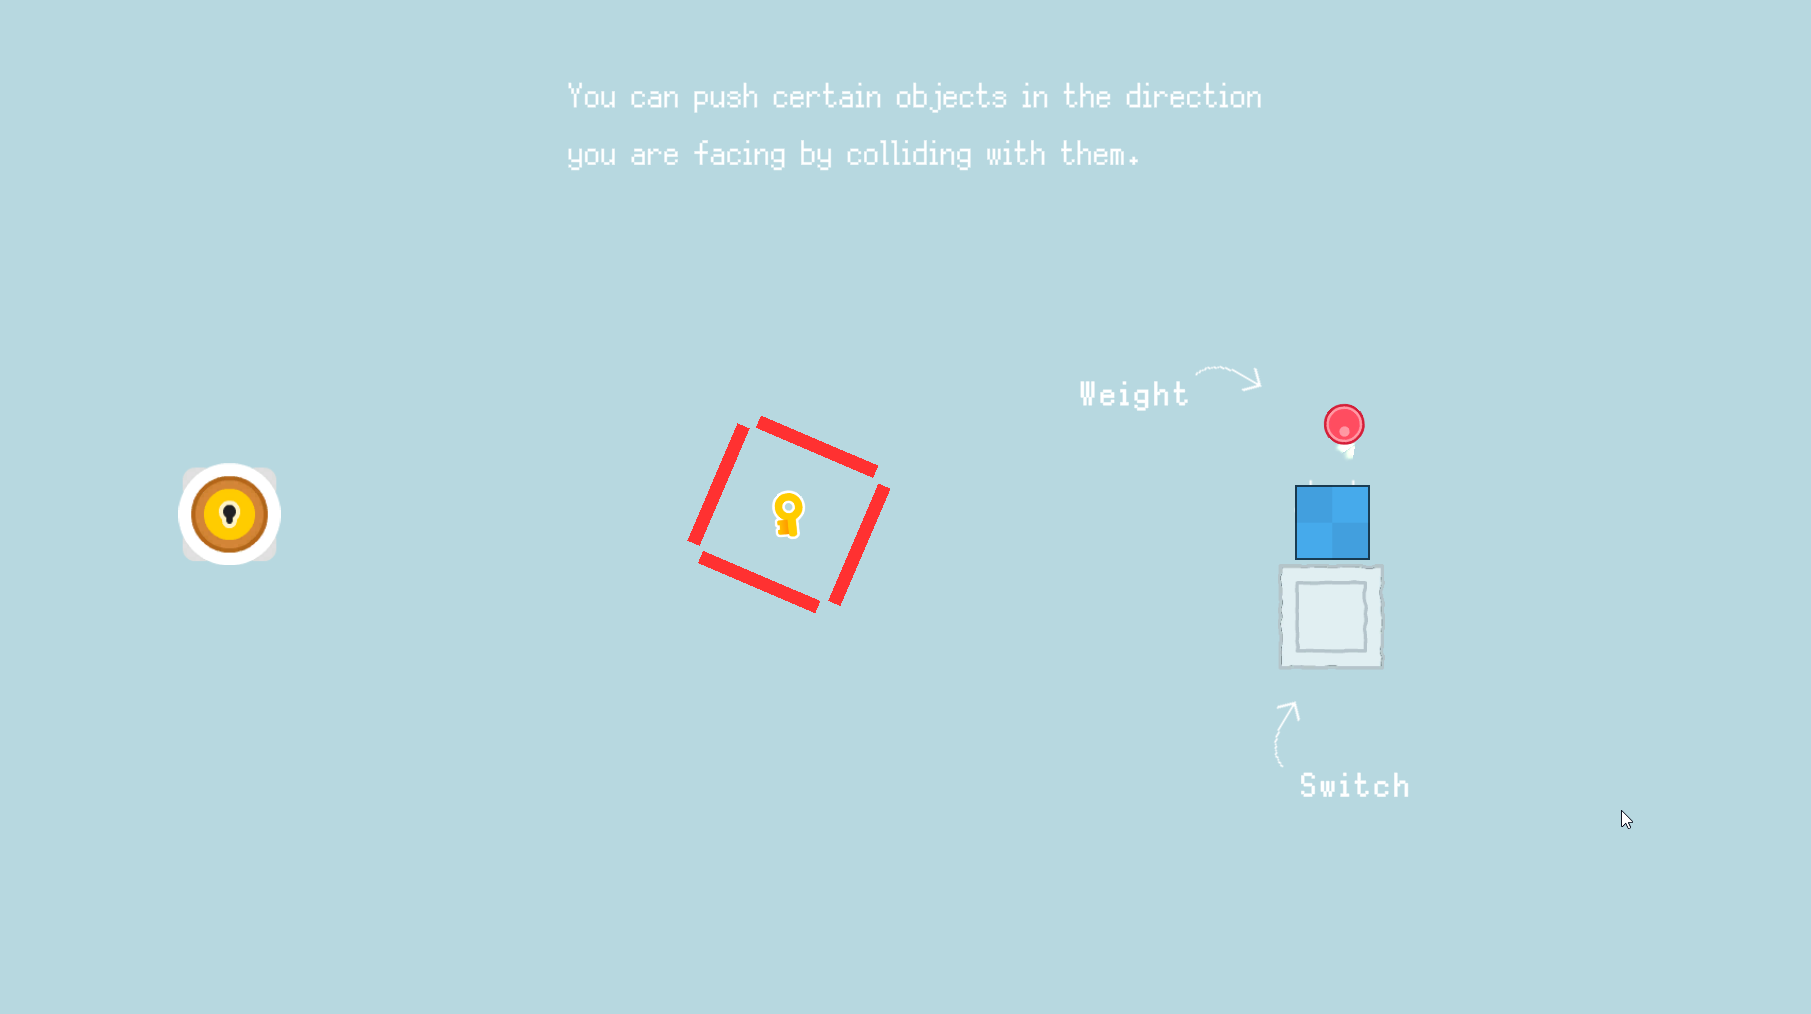 You can push certain objects in the direction
you are facing by colliding with them.
Weight
Switch